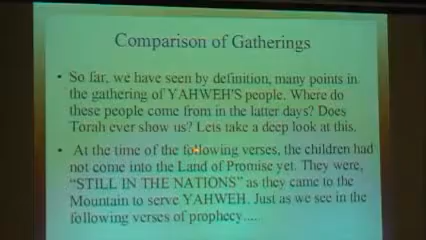 Comparison of Gatherings
• So far, we have seen by definition, many points in
the gathering of YAHWEH'S people. Where do
these people come from in the latter days? Does
Torah ever show us? Lets take a deep look at this.
• At the time of the following verses, the children had
not come into the Land of Promise yet. They were,
"STILL IN THE NATIONS" as they came to the
Mountain to serve YAHWEH. Just as we see in the
following verses of prophecy....